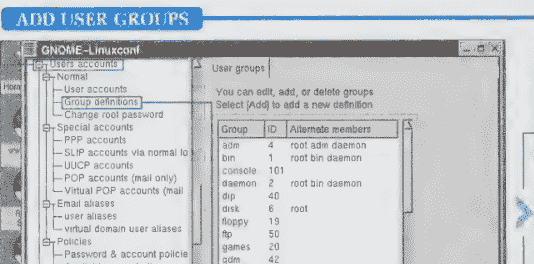 ADD USER GROUPS
GNOME-Linuxconf
Users accounts
Normal
User accounts
Group definitions
Change root password
Special accounts
PPP accounts
SLIP accounts via normal lo
UUCP accounts
POP accounts (mail only)
Virtual POP accounts (mail
Email aliases
user aliases
virtual domain user aliases
Policies
Password & account policie
User groups
You can edit, add, or delete groups
Select [Add] to add a new definition
Group ID Alternate members
adm 4 root adm daemon
bin 1 root bin daemon
console 101
daemon 2 root bin daemon
dip 40
disk 6 root
floppy 19
ftp 50
games 20
gdm 42